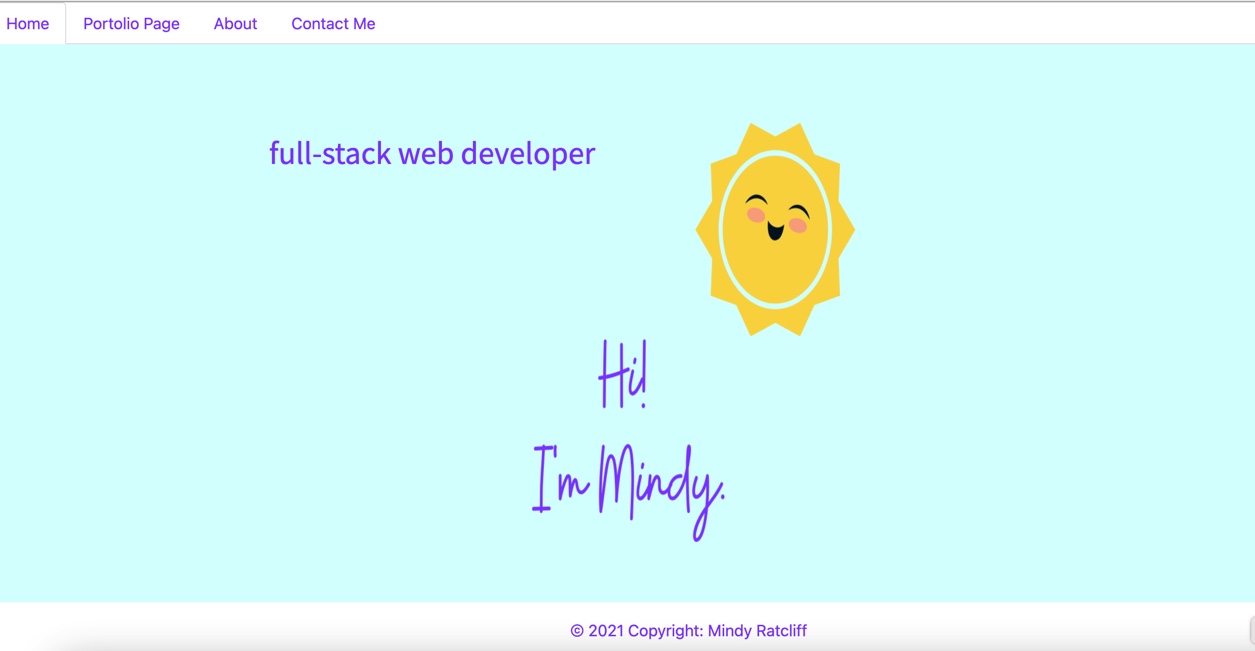 Home
Portolio Page
About
Contact Me
full-stack web developer
Hi!
I'm Mindy.
© 2021 Copyright: Mindy Ratcliff